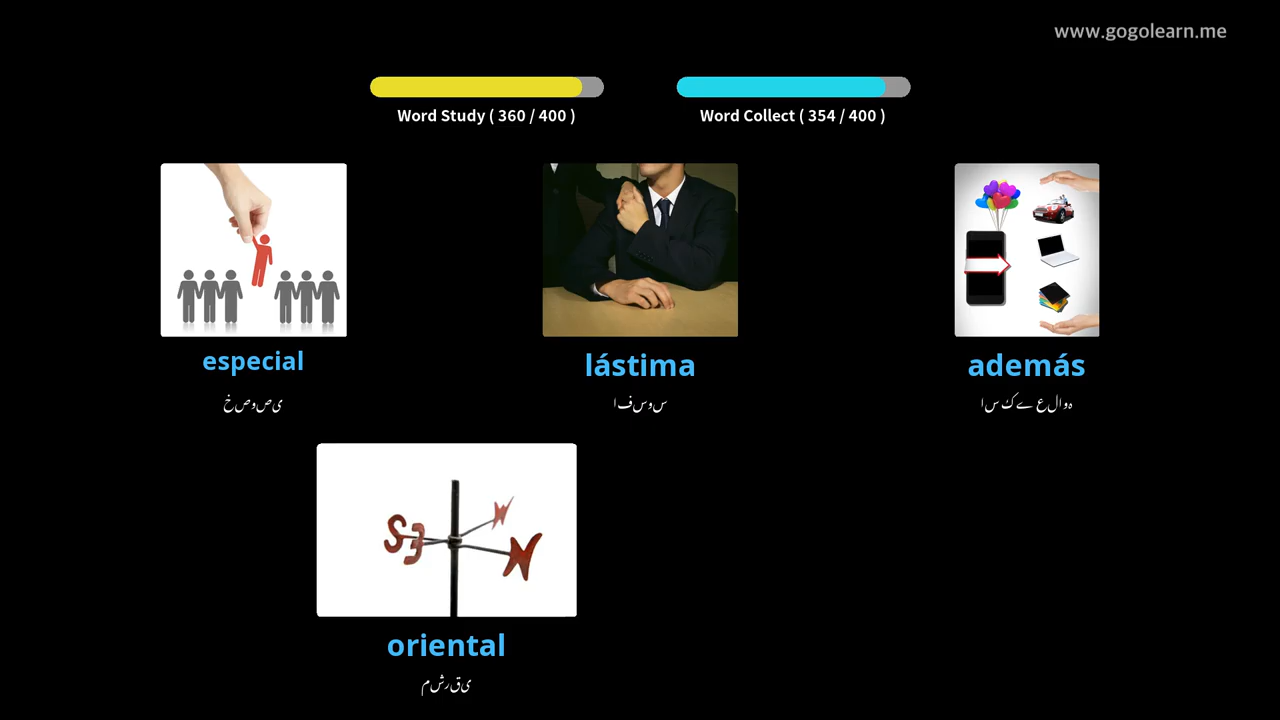 www.gogolearn.me
Word Study ( 360 / 400 )
Word Collect ( 354 / 400 )
especial
خصوصی
lástima
افسوس
además
اس کے علاوہ
S E N W
oriental
مشرقی